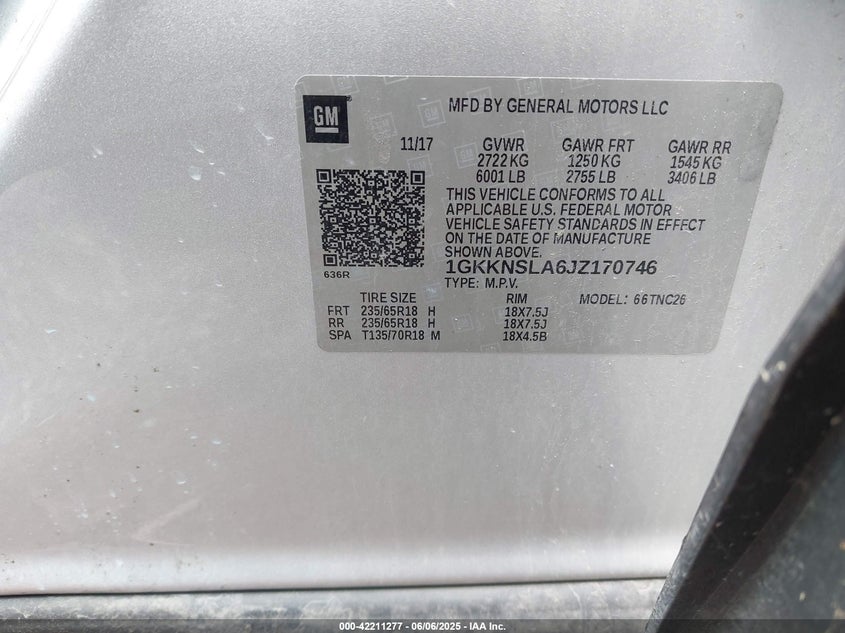 GM
MFD BY GENERAL MOTORS LLC
11/17 GVWR GAWR FRT GAWR RR
2722 KG 1250 KG 1545 KG
6001 LB 2755 LB 3406 LB
THIS VEHICLE CONFORMS TO ALL
APPLICABLE U.S. FEDERAL MOTOR
VEHICLE SAFETY STANDARDS IN EFFECT
ON THE DATE OF MANUFACTURE
SHOWN ABOVE.
1GKKNSLA6JZ170746
636R
TYPE: M.P.V.
TIRE SIZE RIM MODEL: 66TNC26
FRT 235/65R18 H 18X7.5J
RR 235/65R18 H 18X7.5J
SPA T135/70R18 M 18X4.5B
000-42211277 - 06/06/2025 - IAA Inc.